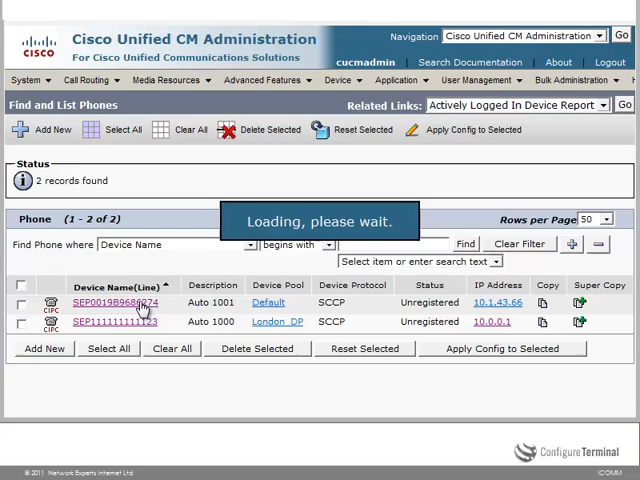 CISCO
Cisco Unified CM Administration
For Cisco Unified Communications Solutions
Navigation Cisco Unified CM Administration Go
cucmadmin Search Documentation About Logout
System Call Routing Media Resources Advanced Features Device Application User Management Bulk Administration H
Find and List Phones
Related Links: Actively Logged In Device Report Go
Add New Select All Clear All Delete Selected Reset Selected Apply Config to Selected
Status
2 records found
Loading, please wait.
Phone (1 - 2 of 2)
Rows per Page 50
Find Phone where Device Name begins with Find Clear Filter
Select item or enter search text
Device Name(Line) Description Device Pool Device Protocol Status IP Address Copy Super Copy
CIPC SEP0019B9686274 Auto 1001 Default SCCP Unregistered 10.1.43.66
CIPC SEP111111111123 Auto 1000 London_DP SCCP Unregistered 10.0.0.1
Add New Select All Clear All Delete Selected Reset Selected Apply Config to Selected
ConfigureTerminal
© 2011 Network Experts Internet Ltd.
ICOMM